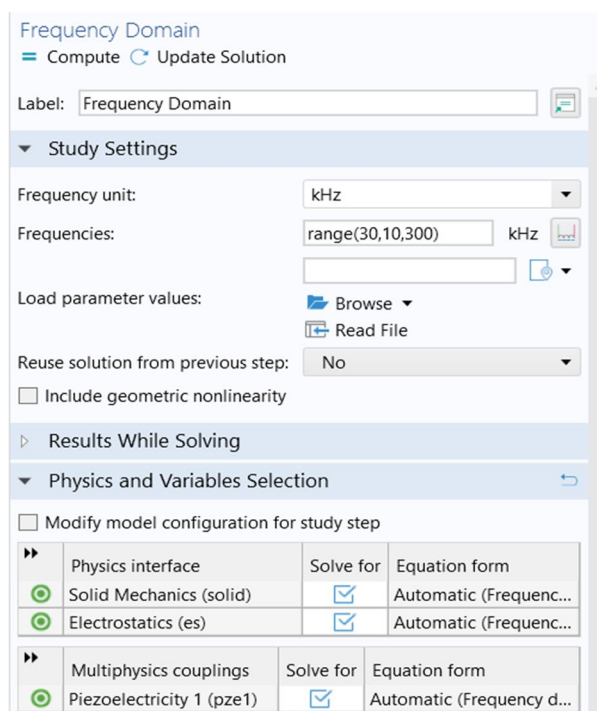 Frequency Domain
= Compute Update Solution
Label: Frequency Domain
Study Settings
Frequency unit: kHz
Frequencies: range(30,10,300) kHz
Load parameter values: Browse
Read File
Reuse solution from previous step: No
Include geometric nonlinearity
Results While Solving
Physics and Variables Selection
Modify model configuration for study step
Physics interface Solve for Equation form
Solid Mechanics (solid) Automatic (Frequenc...
Electrostatics (es) Automatic (Frequenc...
Multiphysics couplings Solve for Equation form
Piezoelectricity 1 (pze1) Automatic (Frequency d...